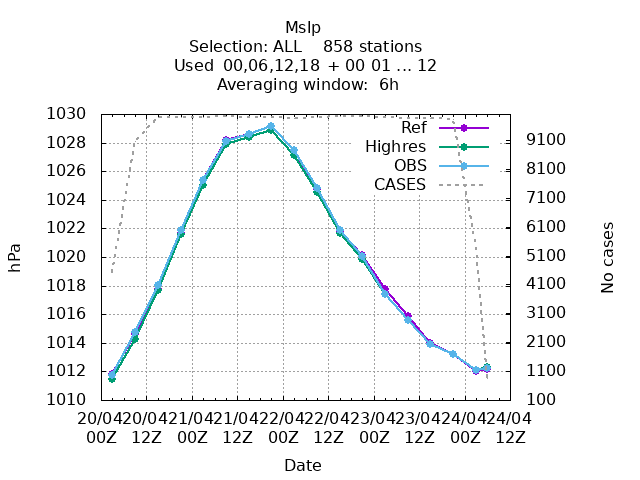 Mslp
Selection: ALL    858 stations
Used  00,06,12,18 + 00 01 ... 12
Averaging window:  6h
1030
1028
1026
1024
1022
1020
1018
1016
1014
1012
1010
hPa
Ref
Highres
OBS
CASES
9100
8100
7100
6100
5100
4100
3100
2100
1100
100
No cases
20/04 20/04 21/04 21/04 22/04 22/04 23/04 23/04 24/04 24/04
00Z 12Z 00Z 12Z 00Z 12Z 00Z 12Z 00Z 12Z
Date